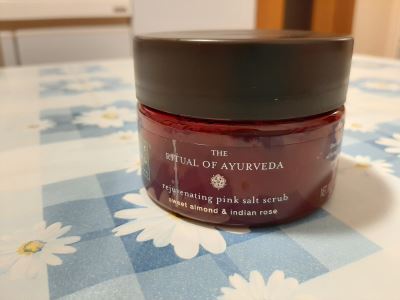 THE
RITUAL OF AYURVEDA
rejuvenating pink salt scrub
sweet almond & indian rose